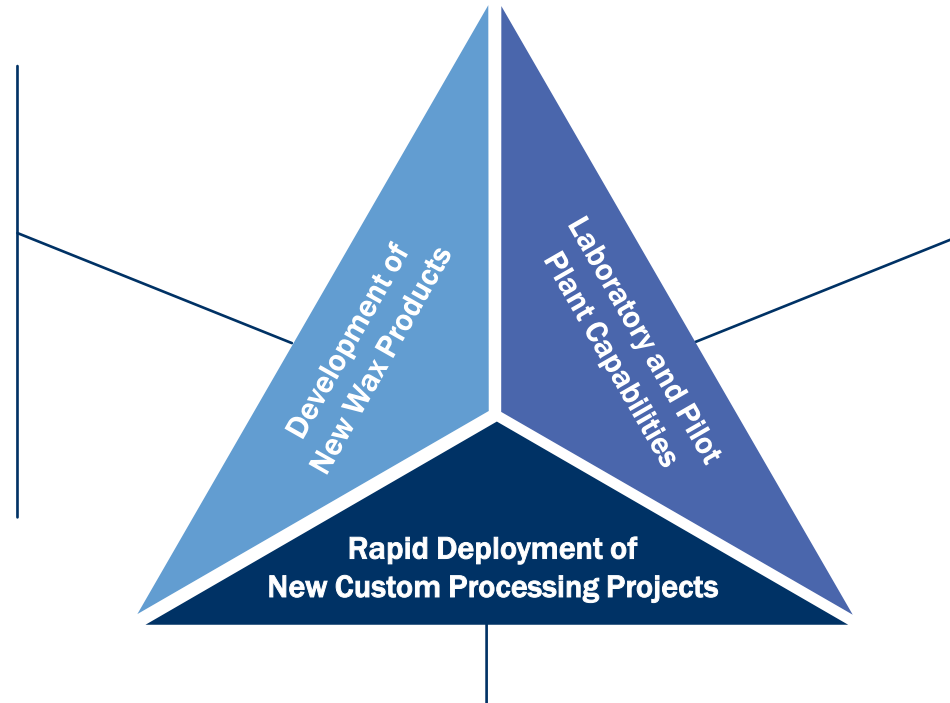 Development of
New Wax Products
Laboratory and Pilot
Plant Capabilities
Rapid Deployment of
New Custom Processing Projects